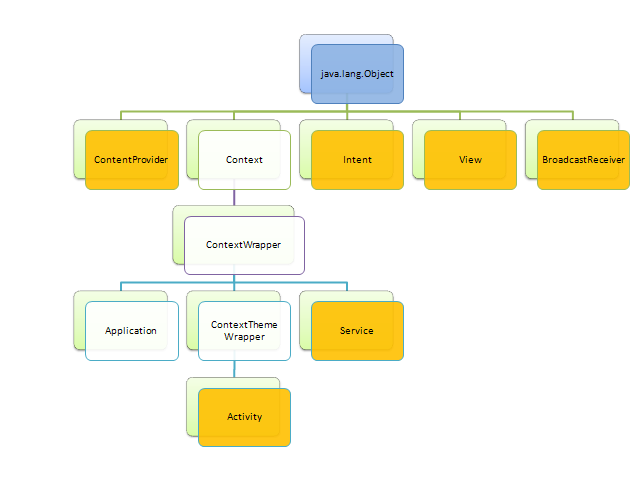 java.lang.Object
ContentProvider
Context
Intent
View
BroadcastReceiver
ContextWrapper
Application
ContextTheme
Wrapper
Service
Activity